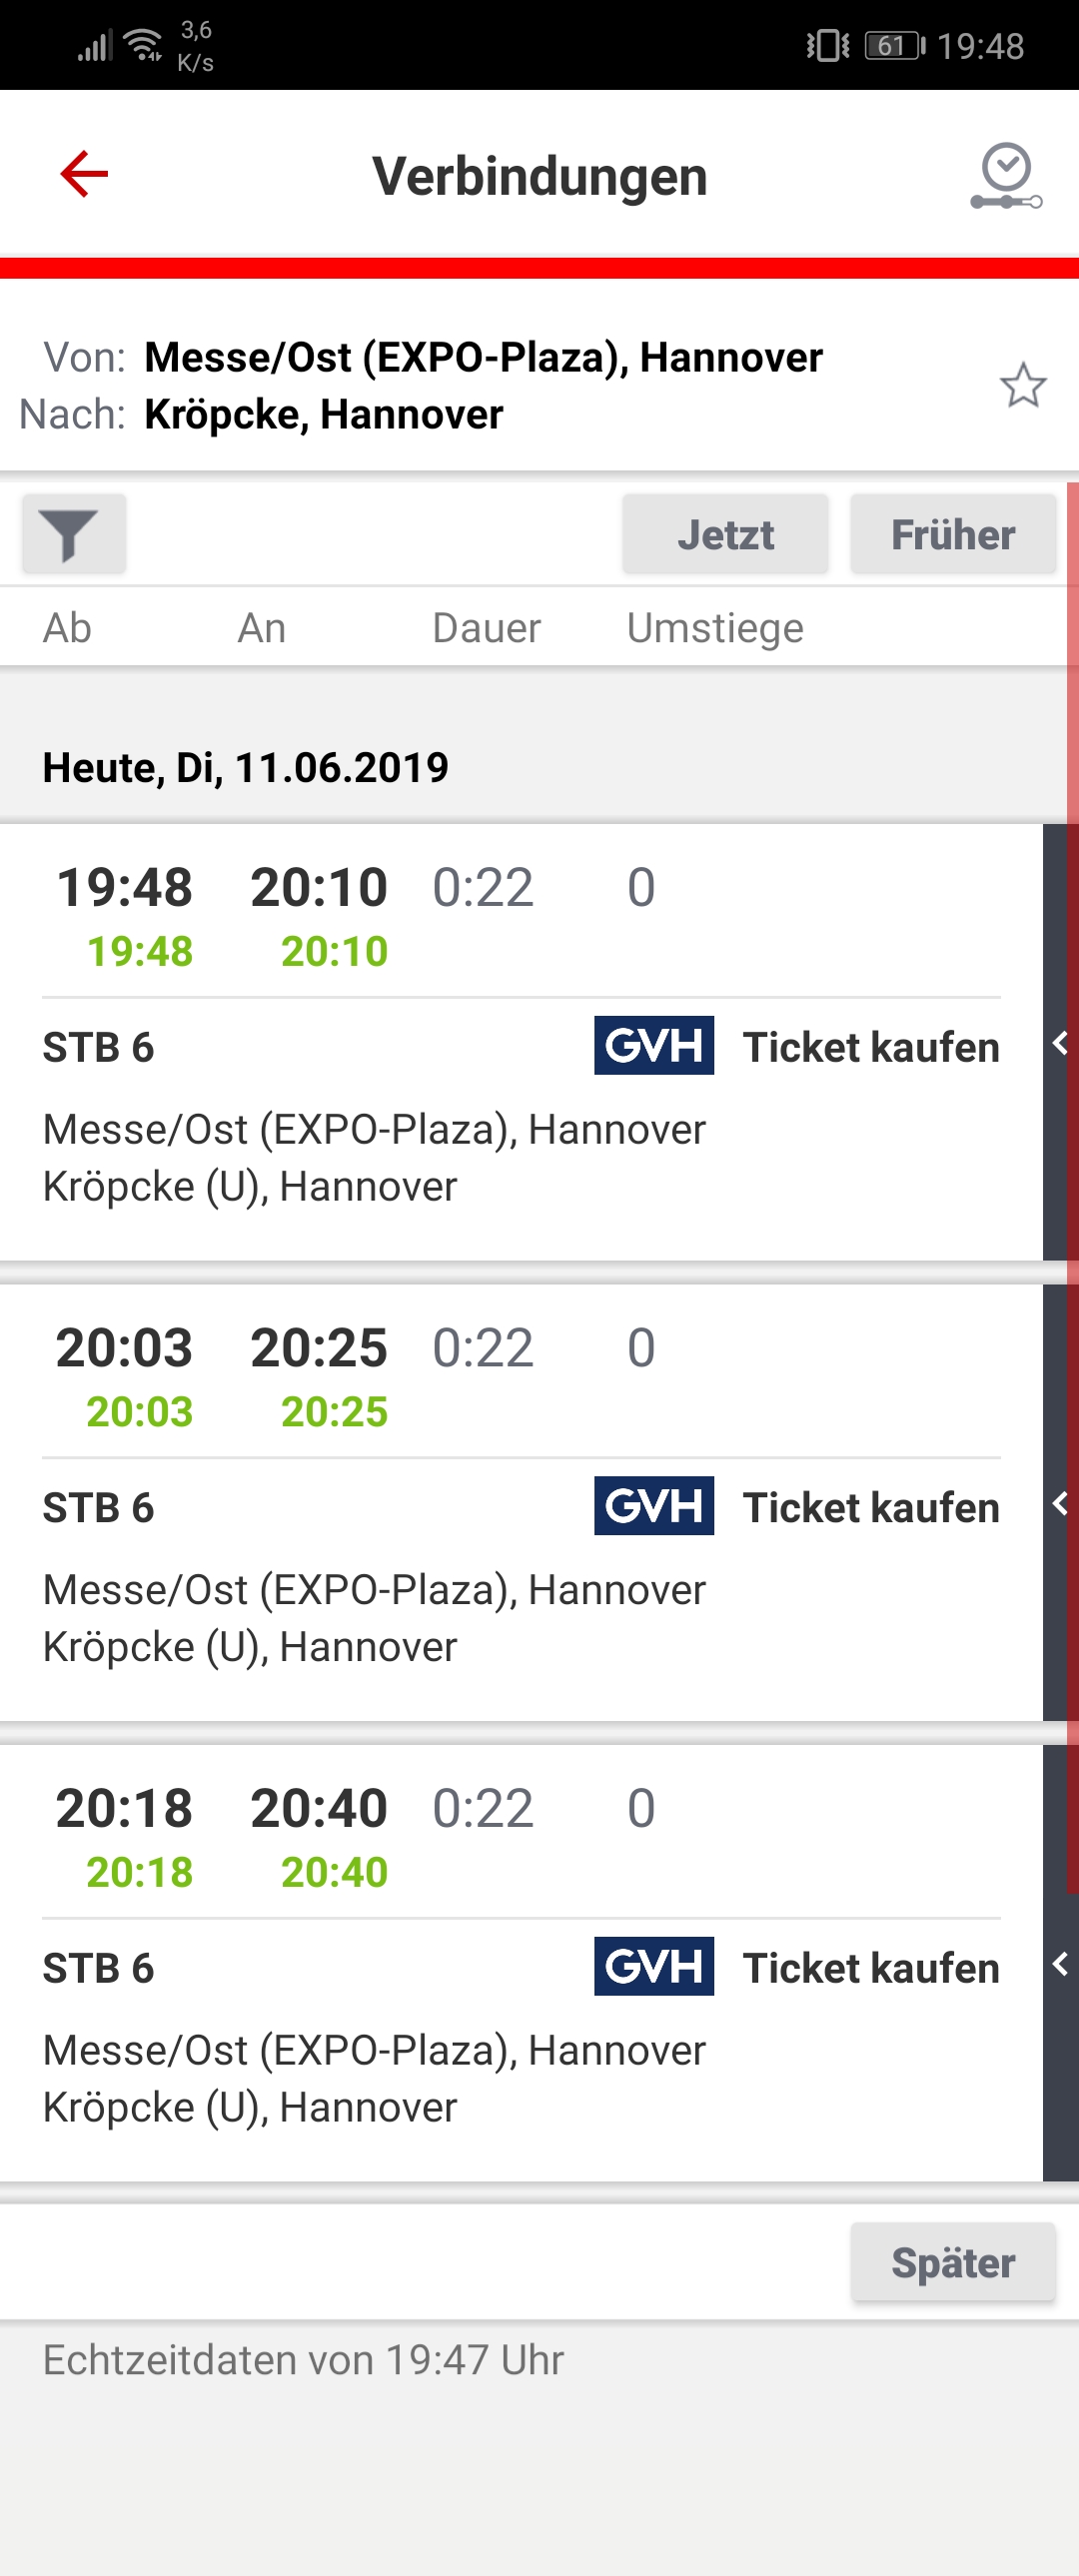 3,6
K/s
61 19:48
Verbindungen
Von: Messe/Ost (EXPO-Plaza), Hannover
Nach: Kröpcke, Hannover
Jetzt Früher
Ab An Dauer Umstiege
Heute, Di, 11.06.2019
19:48 20:10 0:22 0
19:48 20:10
STB 6 GVH Ticket kaufen
Messe/Ost (EXPO-Plaza), Hannover
Kröpcke (U), Hannover
20:03 20:25 0:22 0
20:03 20:25
STB 6 GVH Ticket kaufen
Messe/Ost (EXPO-Plaza), Hannover
Kröpcke (U), Hannover
20:18 20:40 0:22 0
20:18 20:40
STB 6 GVH Ticket kaufen
Messe/Ost (EXPO-Plaza), Hannover
Kröpcke (U), Hannover
Später
Echtzeitdaten von 19:47 Uhr